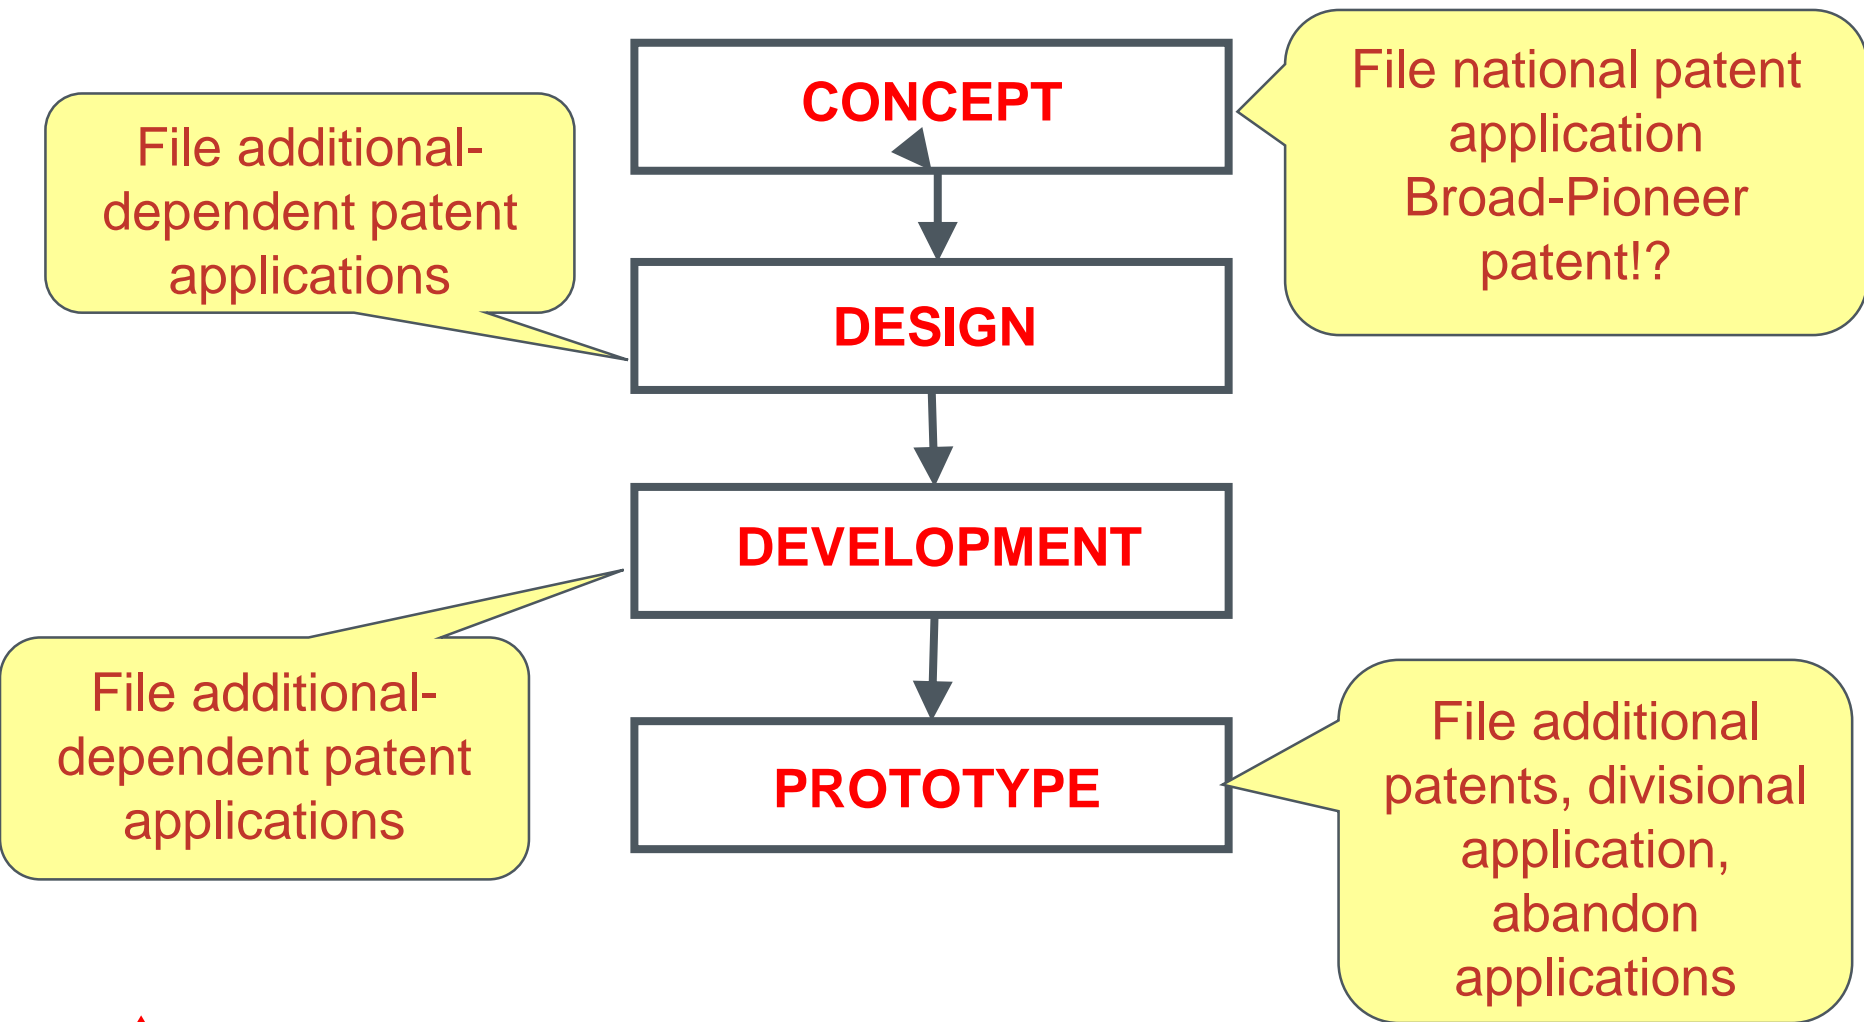 CONCEPT
File national patent
application
Broad-Pioneer
patent!?
File additional-
dependent patent
applications
DESIGN
DEVELOPMENT
File additional-
dependent patent
applications
PROTOTYPE
File additional
patents, divisional
application,
abandon
applications